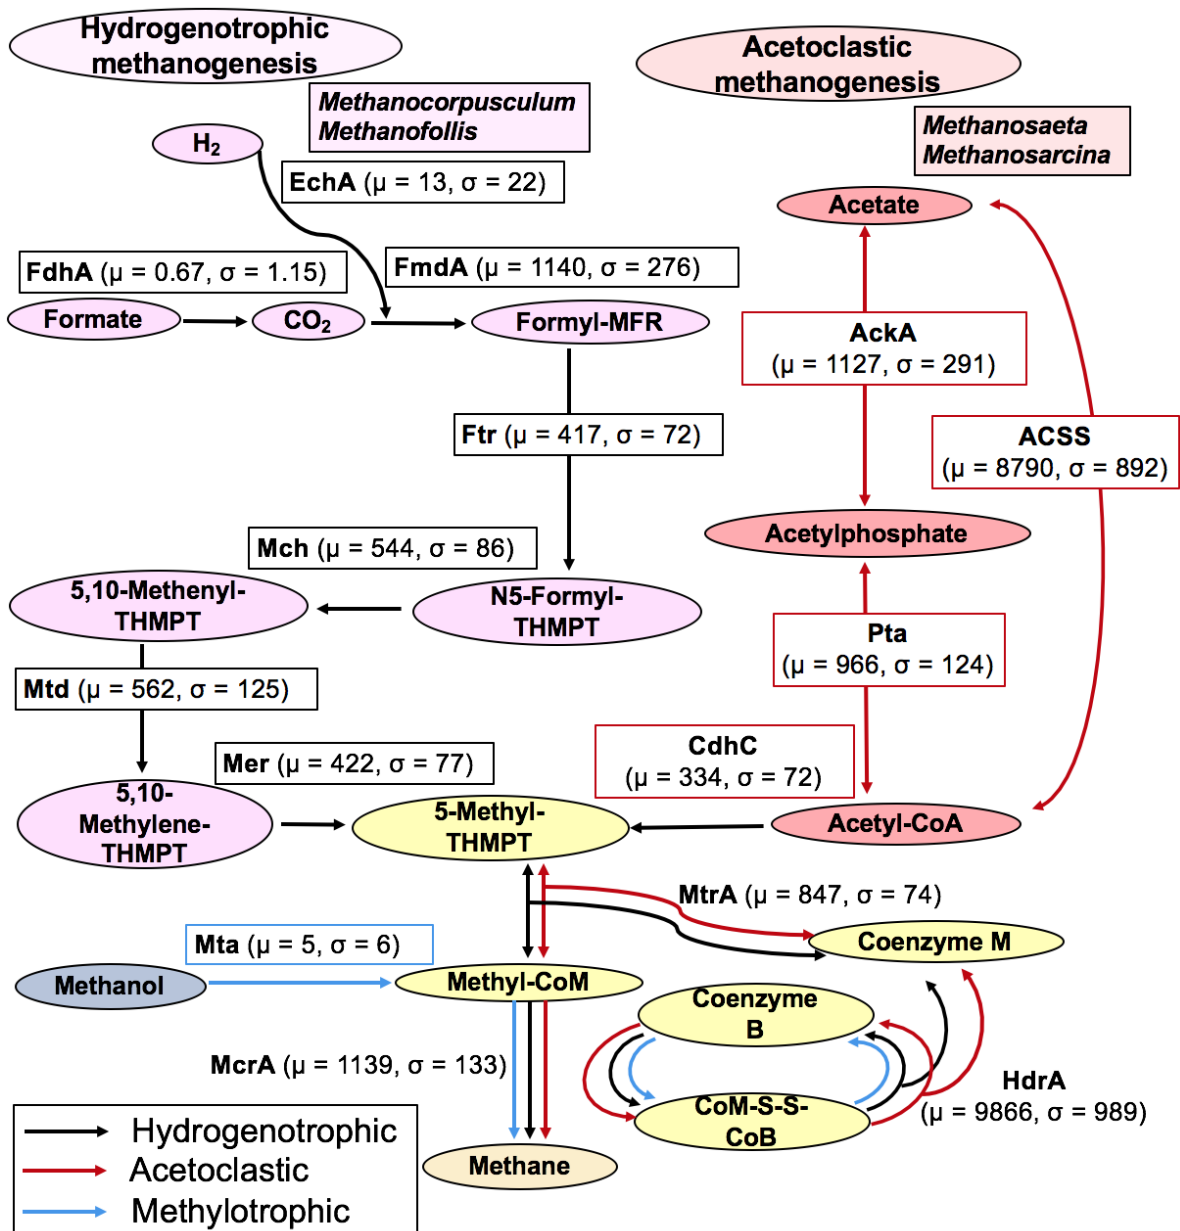 Hydrogenotrophic
methanogenesis
Acetoclastic
methanogenesis
Methanocorpusculum
Methanofollis
Methanosaeta
Methanosarcina
H₂
EchA (μ = 13, σ = 22)
Acetate
FdhA (μ = 0.67, σ = 1.15)
FmdA (μ = 1140, σ = 276)
Formate
CO₂
Formyl-MFR
AckA
(μ = 1127, σ = 291)
Ftr (μ = 417, σ = 72)
ACSS
(μ = 8790, σ = 892)
Mch (μ = 544, σ = 86)
Acetylphosphate
5,10-Methenyl-
THMPT
N5-Formyl-
THMPT
Pta
(μ = 966, σ = 124)
Mtd (μ = 562, σ = 125)
Mer (μ = 422, σ = 77)
CdhC
(μ = 334, σ = 72)
5,10-
Methylene-
THMPT
5-Methyl-
THMPT
Acetyl-CoA
MtrA (μ = 847, σ = 74)
Mta (μ = 5, σ = 6)
Coenzyme M
Methanol
Methyl-CoM
Coenzyme
B
McrA (μ = 1139, σ = 133)
HdrA
(μ = 9866, σ = 989)
CoM-S-S-
CoB
Methane
Hydrogenotrophic
Acetoclastic
Methylotrophic